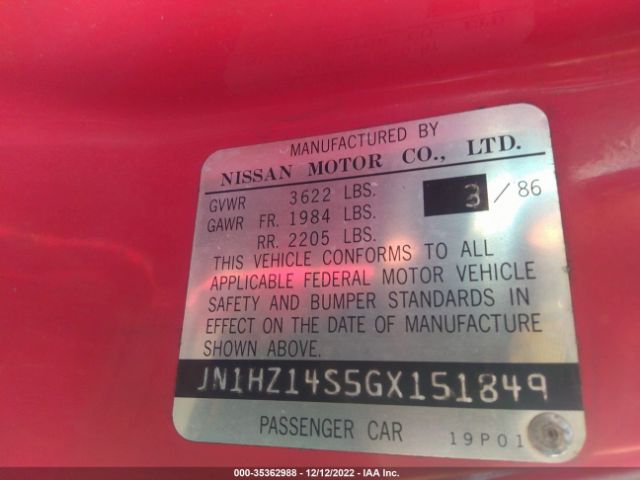 MANUFACTURED BY
NISSAN MOTOR CO., LTD.
GVWR 3622 LBS. 3 / 86
GAWR FR. 1984 LBS.
RR. 2205 LBS.
THIS VEHICLE CONFORMS TO ALL
APPLICABLE FEDERAL MOTOR VEHICLE
SAFETY AND BUMPER STANDARDS IN
EFFECT ON THE DATE OF MANUFACTURE
SHOWN ABOVE.
JN1HZ14S5GX151849
PASSENGER CAR 19P01
000-35362988 - 12/12/2022 - IAA Inc.